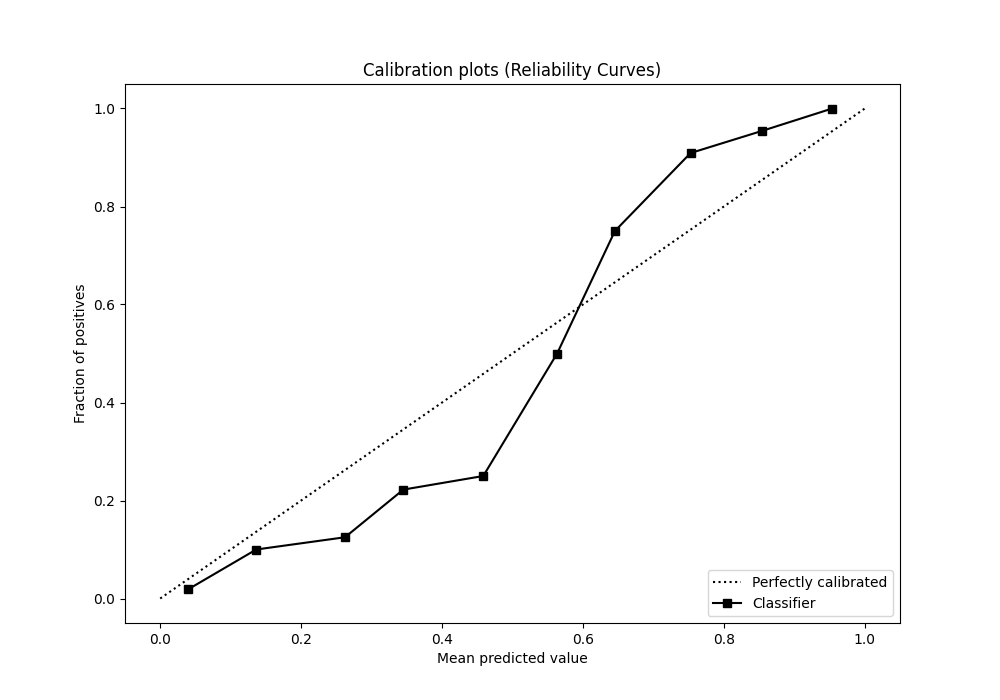 Calibration plots (Reliability Curves)
1.0
0.8
0.6
0.4
0.2
0.0
Fraction of positives
0.0 0.2 0.4 0.6 0.8 1.0
Mean predicted value
Perfectly calibrated
Classifier